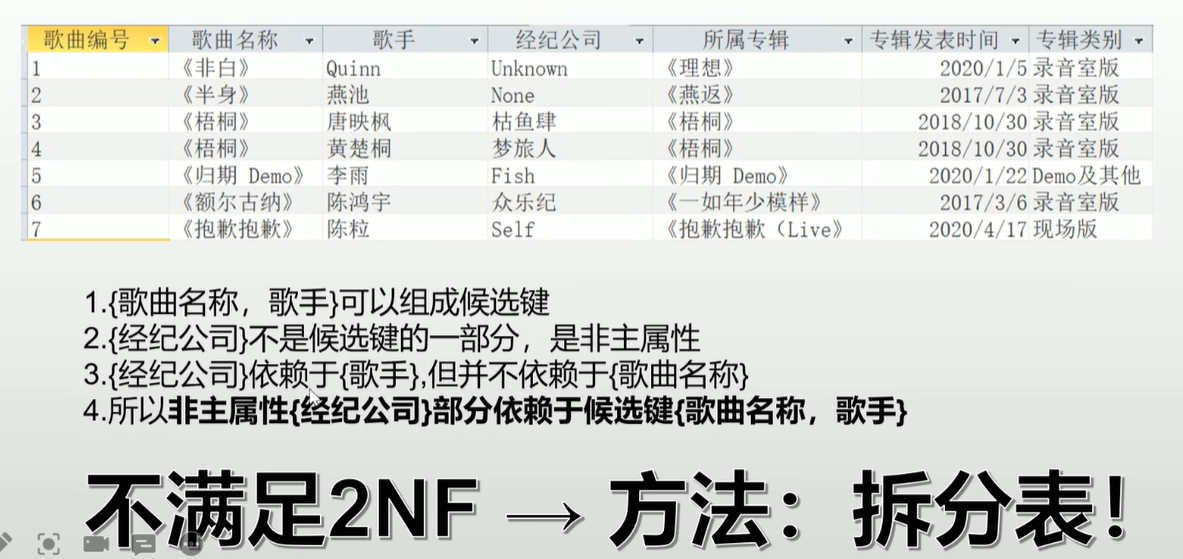 歌曲编号 歌曲名称 歌手 经纪公司 所属专辑 专辑发表时间 专辑类别
1 《非白》 Quinn Unknown 《理想》 2020/1/5 录音室版
2 《半身》 燕池 None 《燕返》 2017/7/3 录音室版
3 《梧桐》 唐映枫 枯鱼肆 《梧桐》 2018/10/30 录音室版
4 《梧桐》 黄楚桐 梦旅人 《梧桐》 2018/10/30 录音室版
5 《归期 Demo》 李雨 Fish 《归期 Demo》 2020/1/22 Demo及其他
6 《额尔古纳》 陈鸿宇 众乐纪 《一如年少模样》 2017/3/6 录音室版
7 《抱歉抱歉》 陈粒 Self 《抱歉抱歉（Live》 2020/4/17 现场版
1.{歌曲名称，歌手}可以组成候选键
2.{经纪公司}不是候选键的一部分，是非主属性
3.{经纪公司}依赖于{歌手},但并不依赖于{歌曲名称}
4.所以非主属性{经纪公司}部分依赖于候选键{歌曲名称，歌手}
不满足2NF → 方法：拆分表！